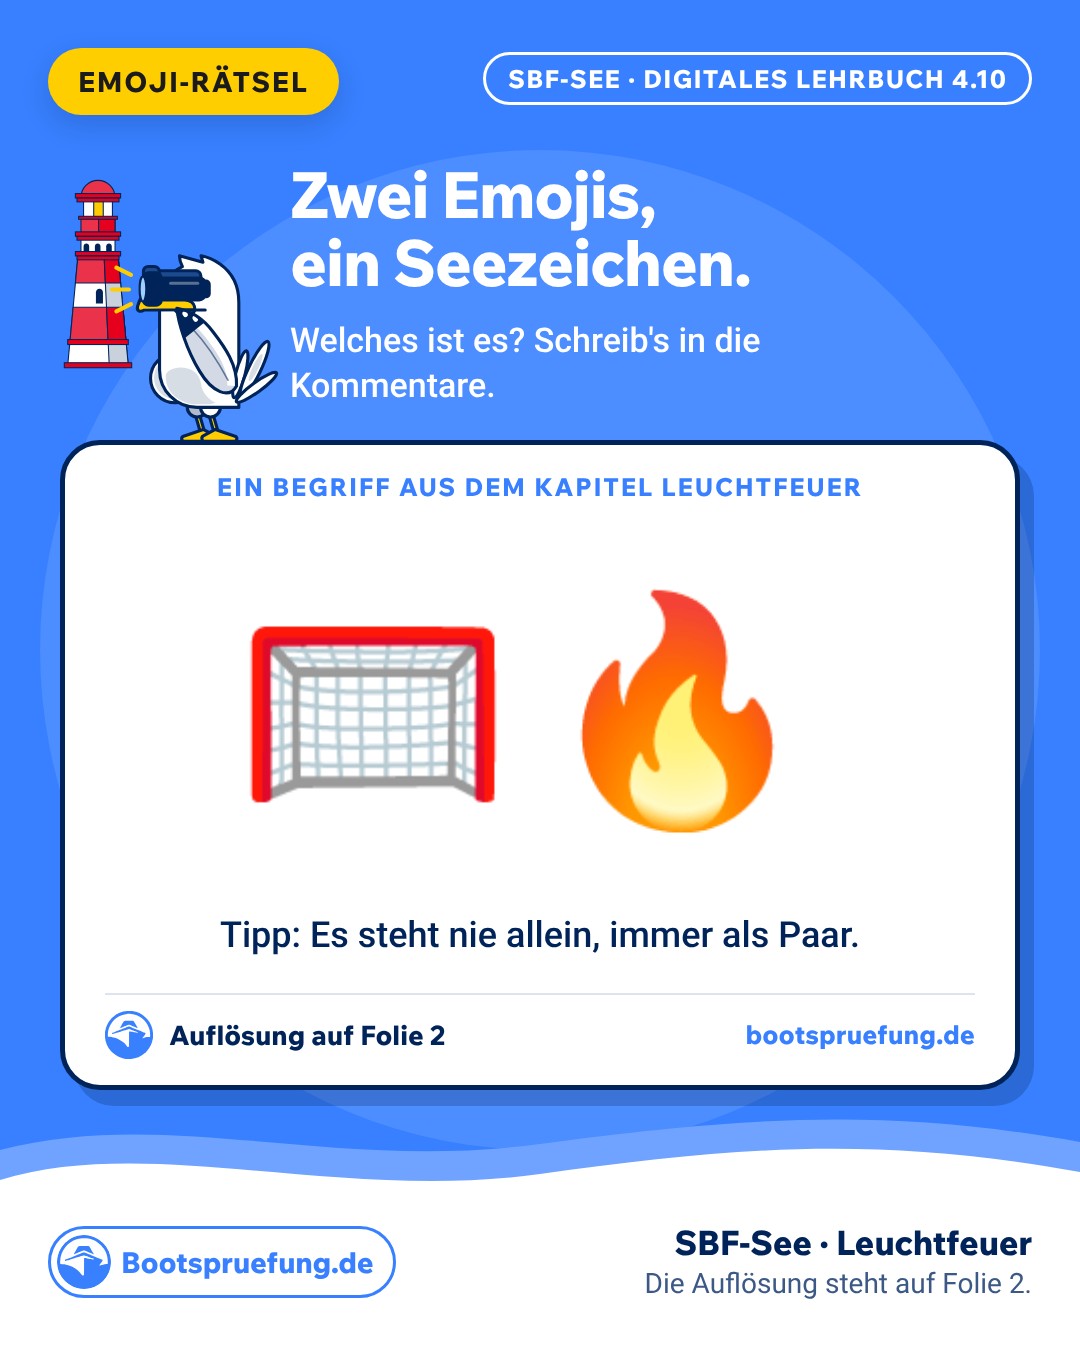 EMOJI-RÄTSEL
SBF-SEE · DIGITALES LEHRBUCH 4.10
Zwei Emojis,
ein Seezeichen.
Welches ist es? Schreib's in die
Kommentare.
EIN BEGRIFF AUS DEM KAPITEL LEUCHTFEUER
Tipp: Es steht nie allein, immer als Paar.
Auflösung auf Folie 2
bootspruefung.de
Bootspruefung.de
SBF-See · Leuchtfeuer
Die Auflösung steht auf Folie 2.